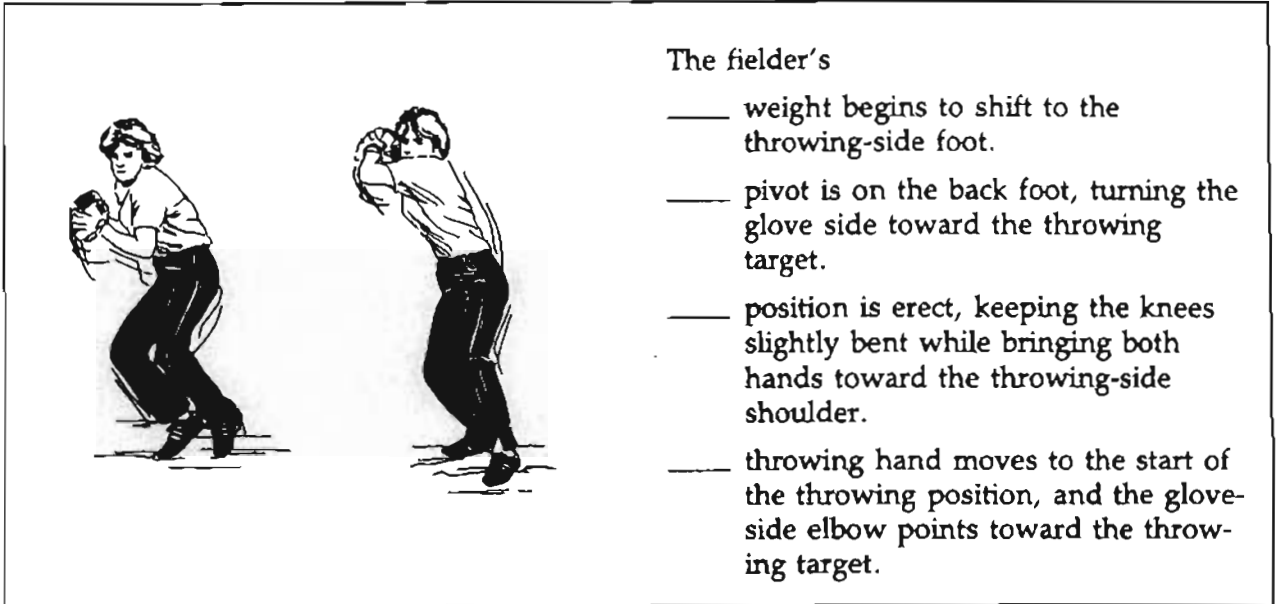 The fielder's
____ weight begins to shift to the
throwing-side foot.
____ pivot is on the back foot, turning the
glove side toward the throwing
target.
____ position is erect, keeping the knees
slightly bent while bringing both
hands toward the throwing-side
shoulder.
____ throwing hand moves to the start of
the throwing position, and the glove-
side elbow points toward the throw-
ing target.